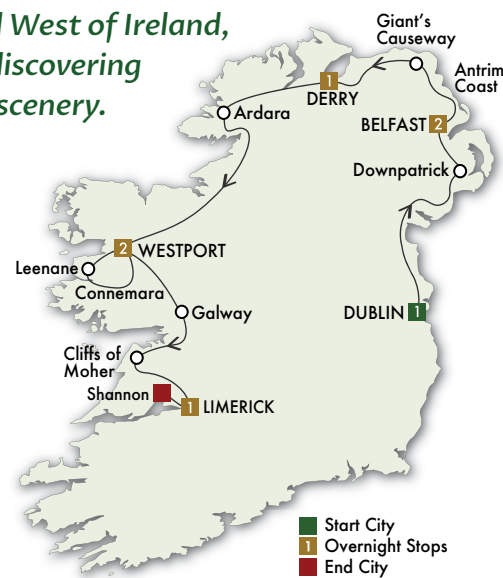 West of Ireland,
discovering
scenery.
Giant's
Causeway
Antrim
Coast
1
DERRY
Ardara
BELFAST 2
Downpatrick
2 WESTPORT
Leenane
Connemara
Galway
DUBLIN 1
Cliffs of
Moher
Shannon
1 LIMERICK
Start City
1 Overnight Stops
End City